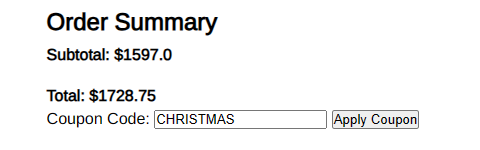 Order Summary
Subtotal: $1597.0
Total: $1728.75
Coupon Code: CHRISTMAS Apply Coupon